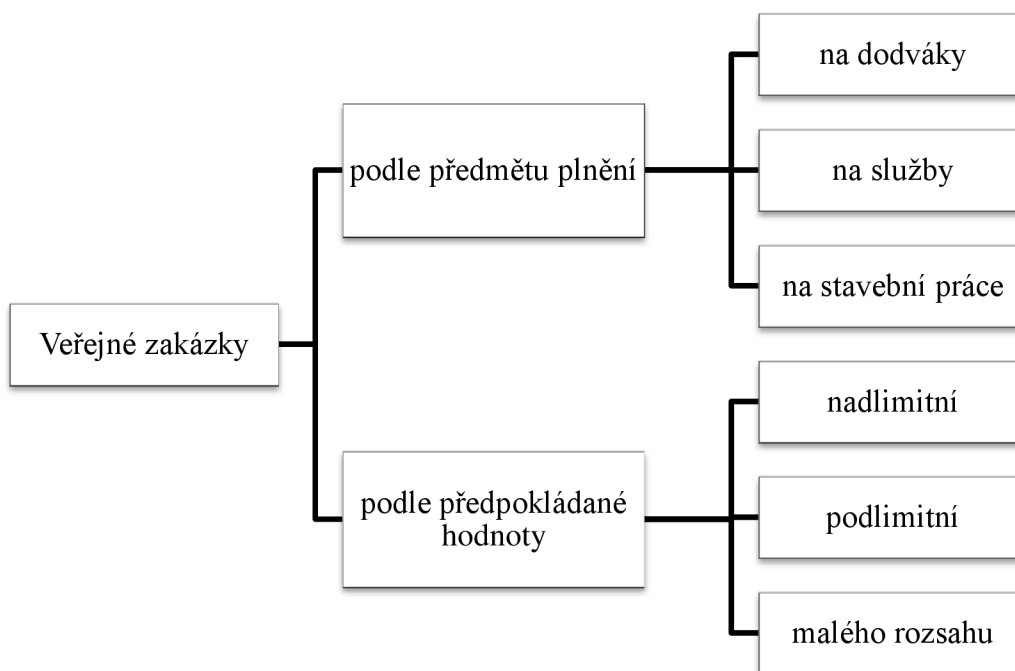 Veřejné zakázky
podle předmětu plnění
na dodváky
na služby
na stavební práce
podle předpokládané
hodnoty
nadlimitní
podlimitní
malého rozsahu